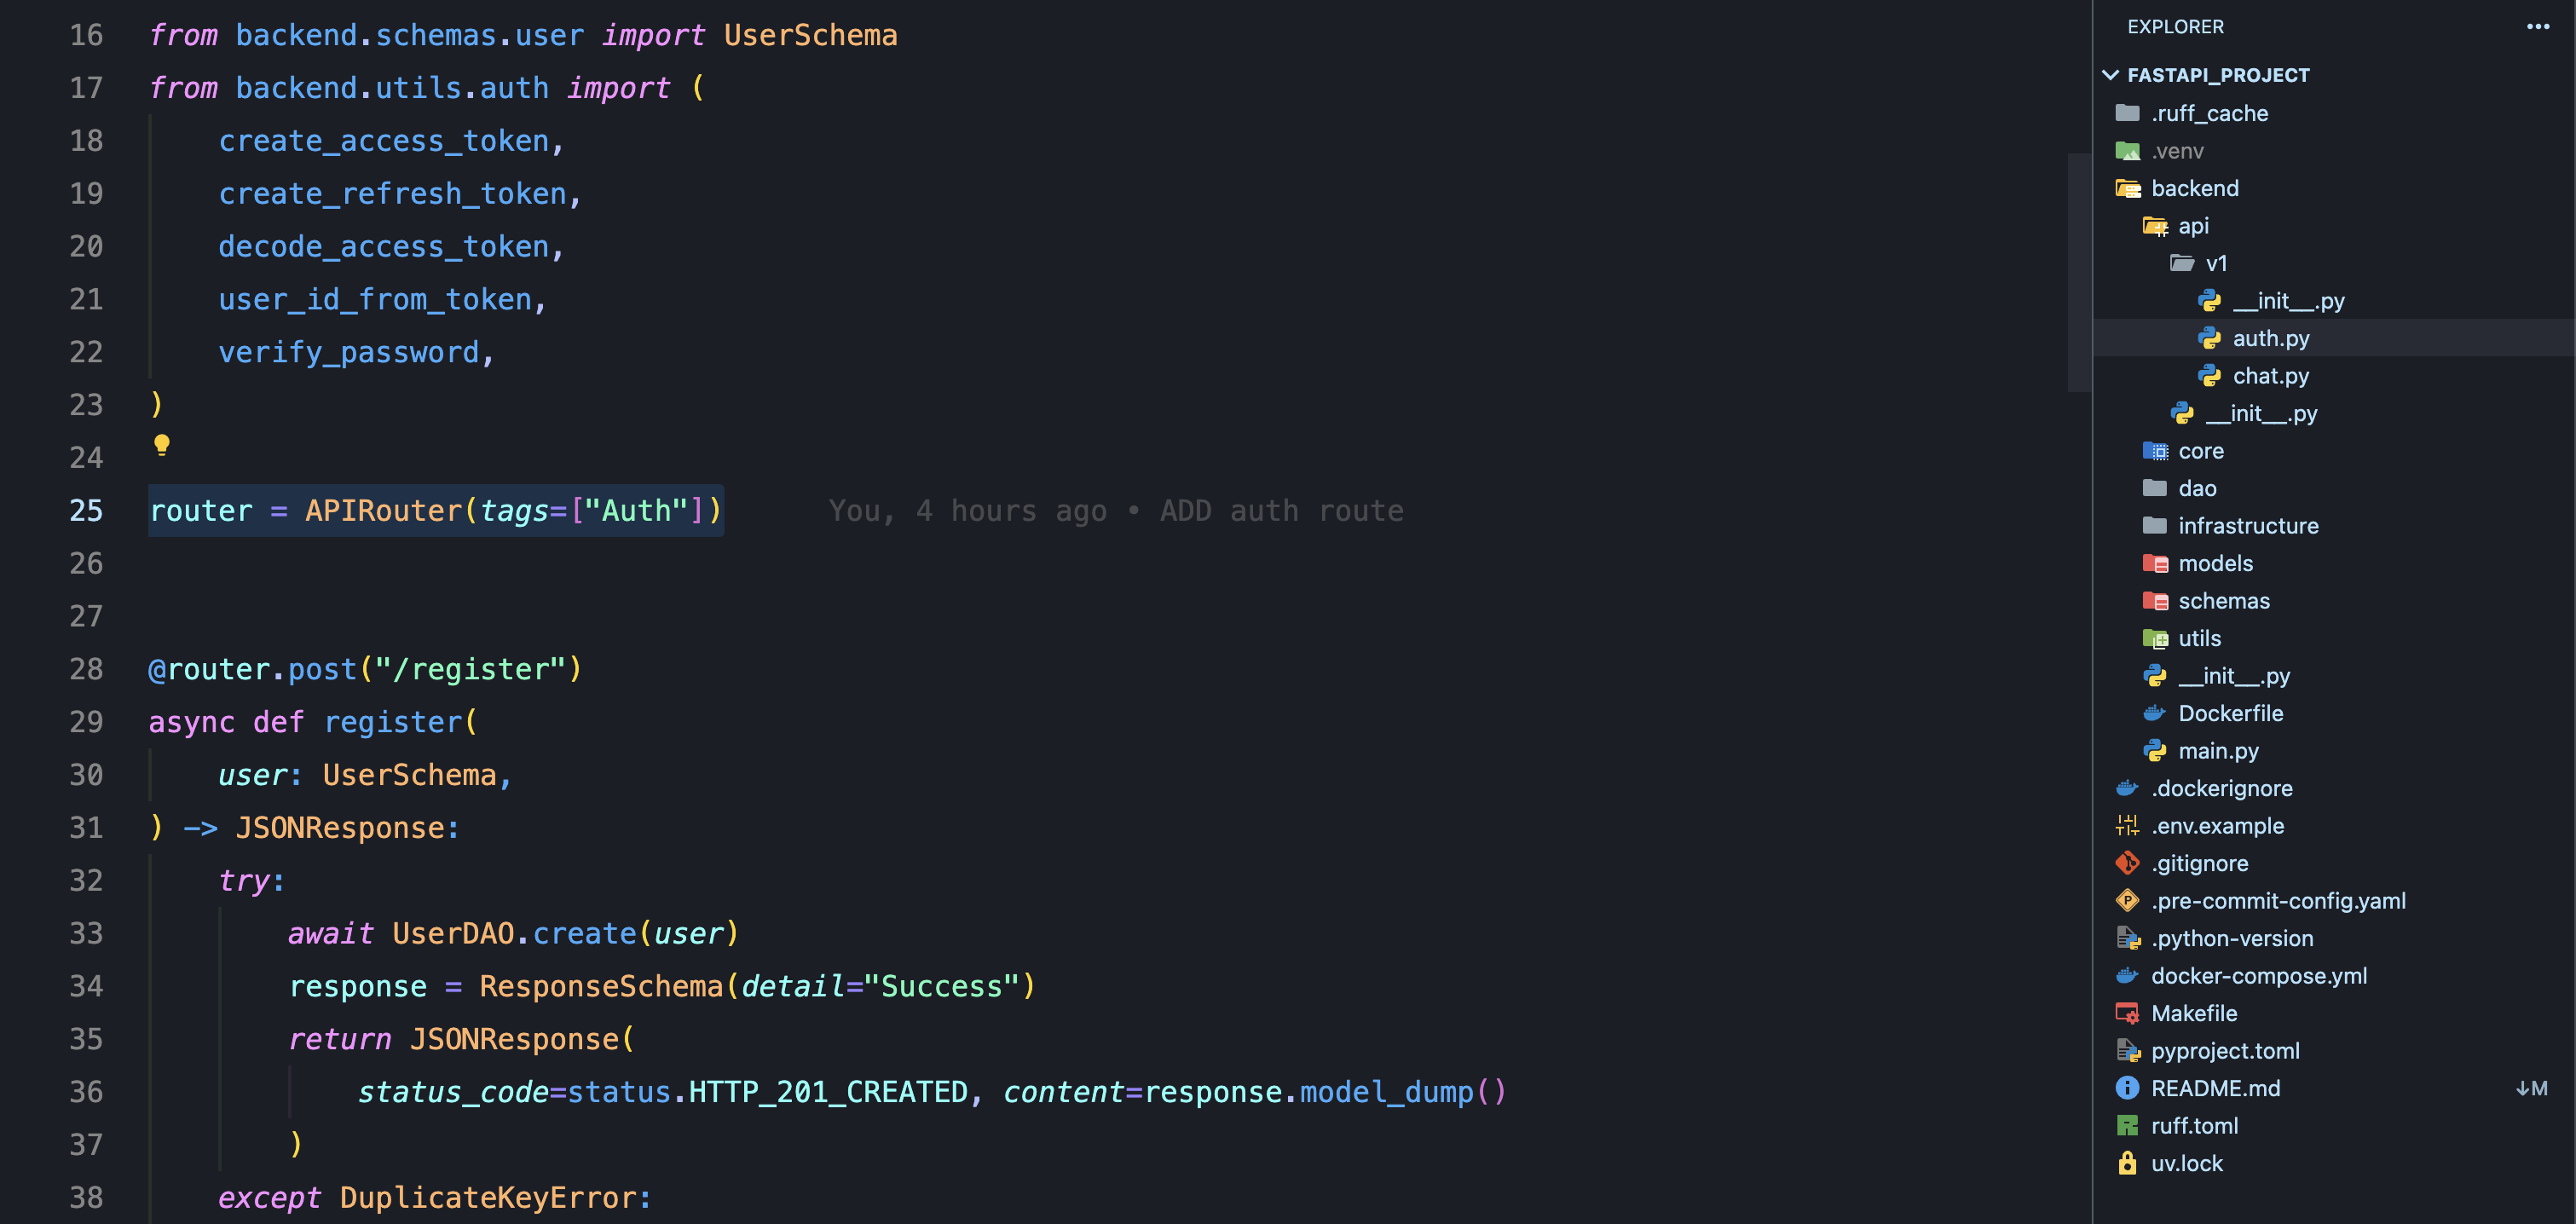 16 from backend.schemas.user import UserSchema
17 from backend.utils.auth import (
18     create_access_token,
19     create_refresh_token,
20     decode_access_token,
21     user_id_from_token,
22     verify_password,
23 )
24
25 router = APIRouter(tags=["Auth"])     You, 4 hours ago • ADD auth route
26
27
28 @router.post("/register")
29 async def register(
30     user: UserSchema,
31 ) -> JSONResponse:
32     try:
33         await UserDAO.create(user)
34         response = ResponseSchema(detail="Success")
35         return JSONResponse(
36             status_code=status.HTTP_201_CREATED, content=response.model_dump()
37         )
38     except DuplicateKeyError:
EXPLORER ...
FASTAPI_PROJECT
.ruff_cache
.venv
backend
api
v1
__init__.py
auth.py
chat.py
__init__.py
core
dao
infrastructure
models
schemas
utils
__init__.py
Dockerfile
main.py
.dockerignore
.env.example
.gitignore
.pre-commit-config.yaml
.python-version
docker-compose.yml
Makefile
pyproject.toml
README.md ↓M
ruff.toml
uv.lock